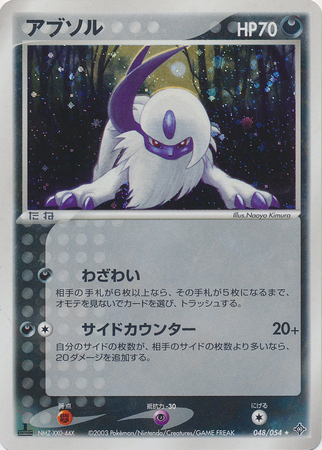 アブソル HP70
たね
Illus.Naoyo Kimura
わざわい
相手の手札が6枚以上なら、その手札が5枚になるまで、
オモテを見ないでカードを選び、トラッシュする。
サイドカウンター 20+
自分のサイドの枚数が、相手のサイドの枚数より多いなら、
20ダメージを追加する。
弱点 抵抗力 -30 にげる
1
©2003 Pokémon/Nintendo/Creatures/GAME FREAK. 048/054 ★